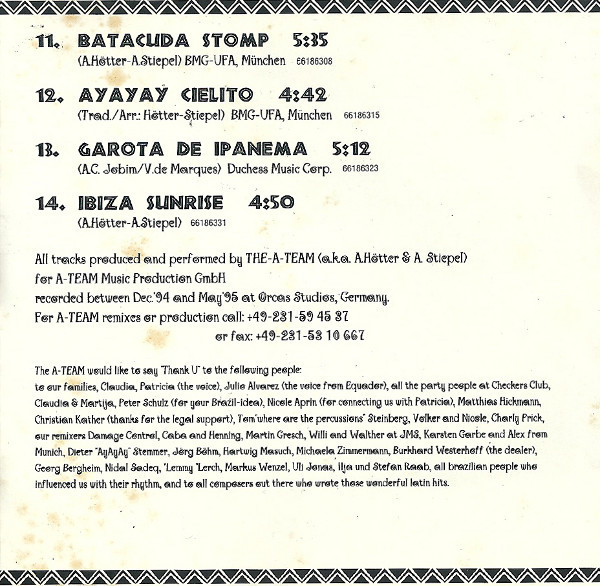 11. BATACUDA STOMP 5:35
(A.Hötter-A.Stiepel) BMG-UFA, München 66186308
12. AYAYAY CIELITO 4:42
(Trad./Arr.: Hötter-Stiepel) BMG-UFA, München 66186315
13. GAROTA DE IPANEMA 5:12
(A.C. Jobim/V.de Marques) Duchess Music Corp. 66186323
14. IBIZA SUNRISE 4:50
(A.Hötter-A.Stiepel) 66186331
All tracks produced and performed by THE-A-TEAM (a.k.a. A.Hötter & A. Stiepel)
for A-TEAM Music Production GmbH
recorded between Dec.'94 and May'95 at Orcas Studios, Germany.
For A-TEAM remixes or production call: +49-231-59 45 37
or fax: +49-231-53 10 667
The A-TEAM would like to say "Thank U" to the following people:
to our families, Claudia, Patricia (the voice), Julio Alvarez (the voice from Equador), all the party people at Checkers Club,
Claudia & Martija, Peter Schulz (for your Brazil-idea), Nicole Aprin (for connecting us with Patricia), Matthias Hickmann,
Christian Kather (thanks for the legal support), Tom"where are the percussions" Steinberg, Volker and Nicole, Charly Prick,
our remixers Damage Control, Caba and Henning, Martin Gresch, Willi and Walther at JMS, Karsten Garbe and Alex from
Munich, Dieter "AyAyAy" Stemmer, Jörg Böhm, Hartwig Masuch, Michaela Zimmermann, Burkhard Westerhoff (the dealer),
Georg Bergheim, Nidal Sadeq, "Lemmy "Lerch, Markus Wenzel, Uli Jonas, Ilja und Stefan Raab, all brazilian people who
influenced us with their rhythm, and to all composers out there who wrote those wonderful latin hits.